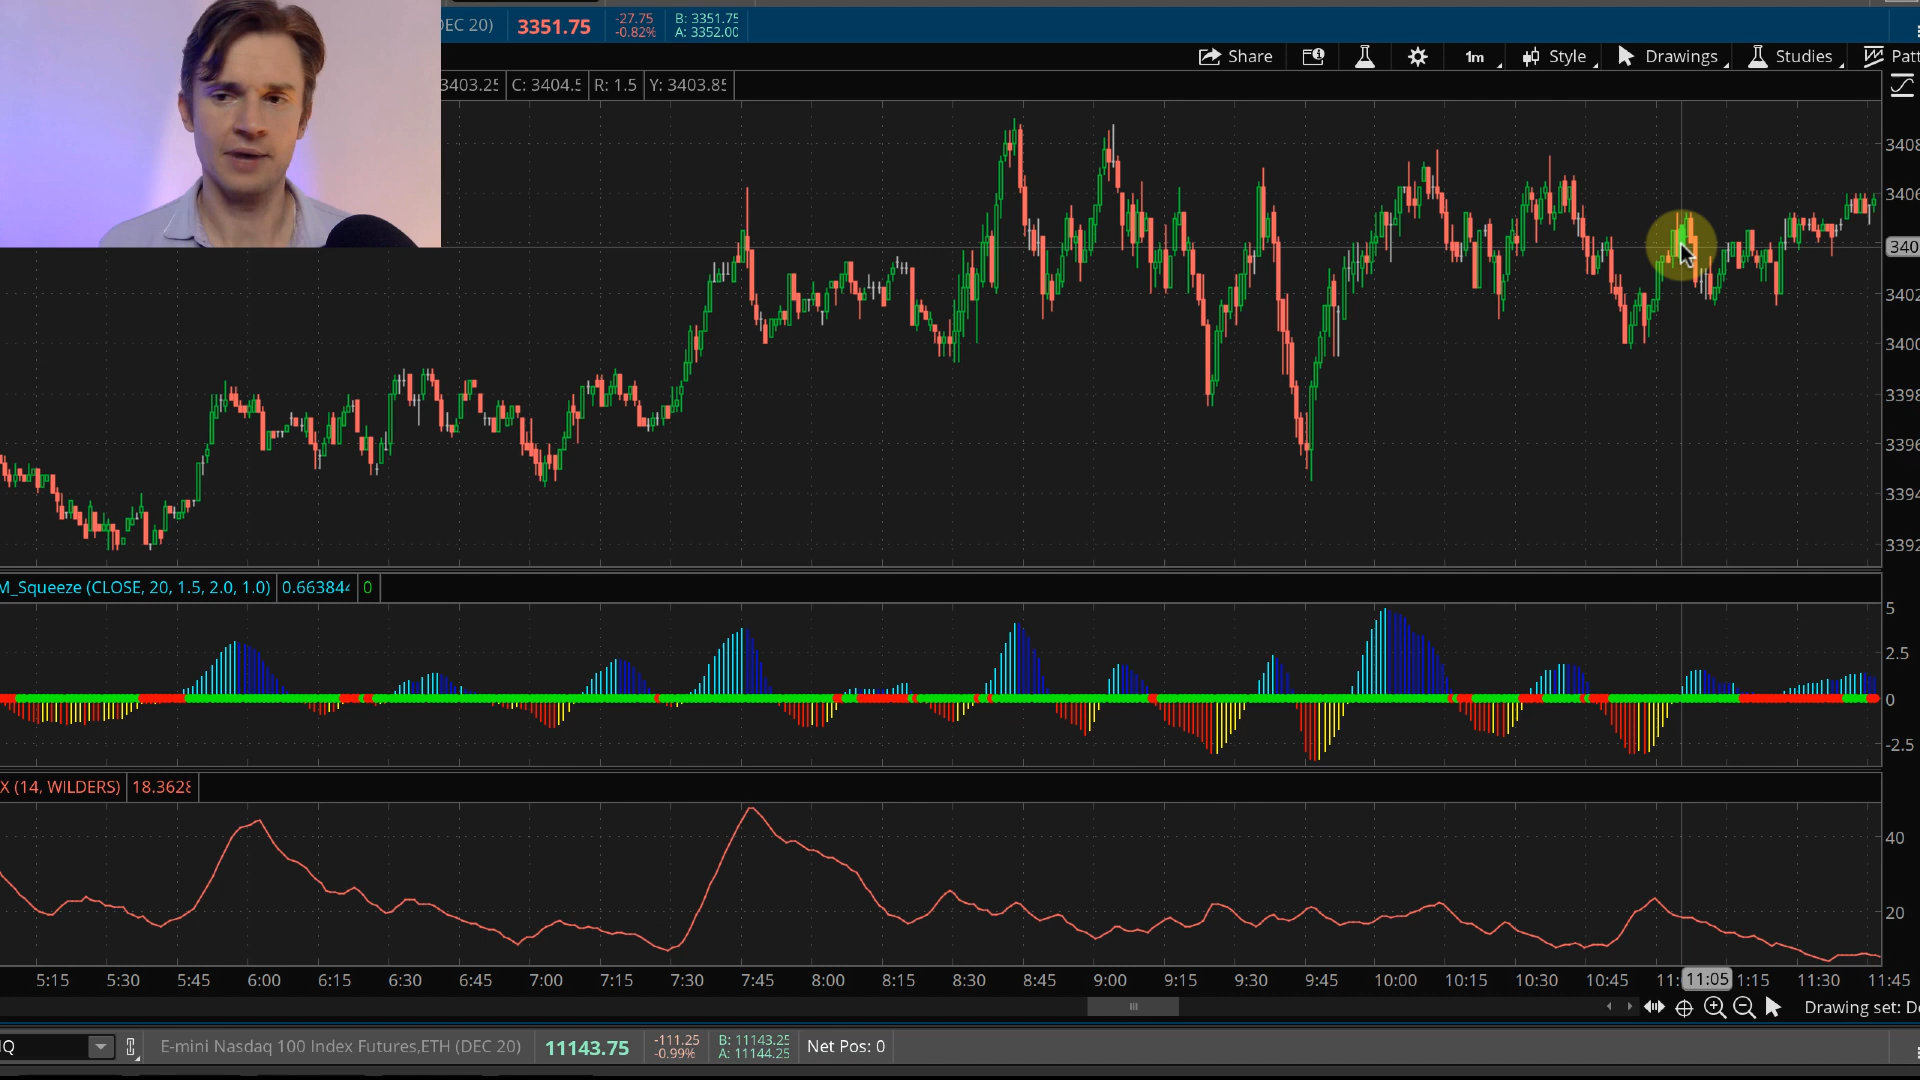 EC 20) 3351.75 -27.75 B: 3351.75
-0.82% A: 3352.00
Share 1m Style Drawings Studies Patt
3403.25 C: 3404.5 R: 1.5 Y: 3403.85
3408
3406
340
3402
3400
3398
3396
3394
3392
M_Squeeze (CLOSE, 20, 1.5, 2.0, 1.0) 0.663844 0
5
2.5
0
-2.5
X (14, WILDERS) 18.3628
40
20
5:15 5:30 5:45 6:00 6:15 6:30 6:45 7:00 7:15 7:30 7:45 8:00 8:15 8:30 8:45 9:00 9:15 9:30 9:45 10:00 10:15 10:30 10:45 11: 11:05 1:15 11:30 11:45
Drawing set: D
IQ E-mini Nasdaq 100 Index Futures,ETH (DEC 20) 11143.75 -111.25 B: 11143.25 Net Pos: 0
-0.99% A: 11144.25